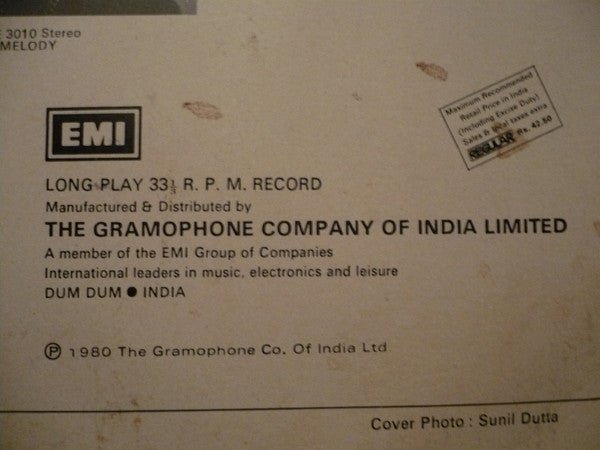 3010 Stereo
MELODY
Maximum Recommended
Retail Price in India
(Including Excise Duty)
Sales & local taxes extra
REGULAR Rs. 42.50
EMI
LONG PLAY 33⅓ R. P. M. RECORD
Manufactured & Distributed by
THE GRAMOPHONE COMPANY OF INDIA LIMITED
A member of the EMI Group of Companies
International leaders in music, electronics and leisure
DUM DUM ● INDIA
Ⓟ 1980 The Gramophone Co. Of India Ltd
Cover Photo : Sunil Dutta